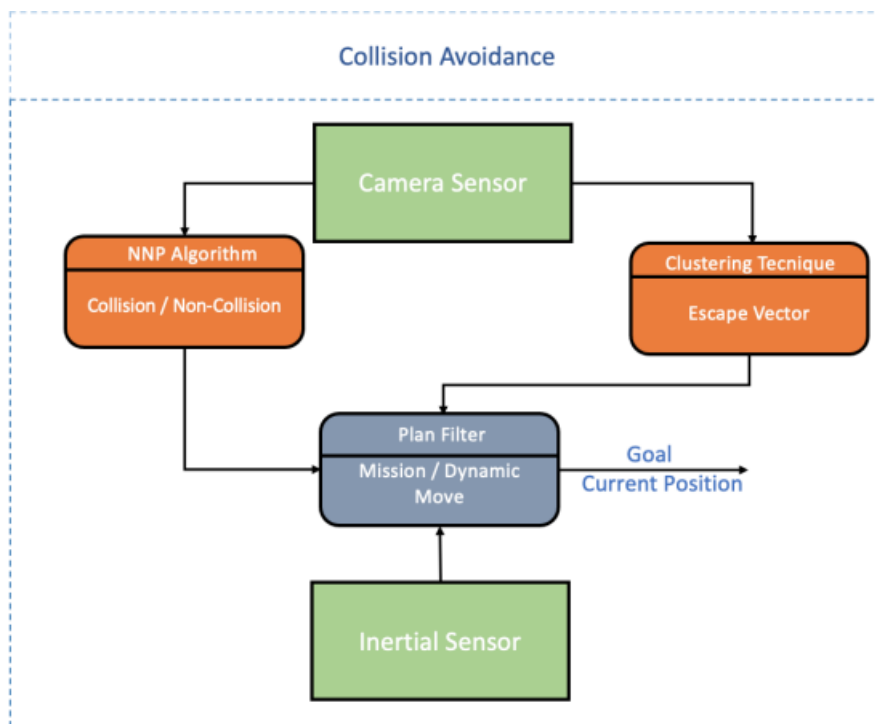 Collision Avoidance
Camera Sensor
NNP Algorithm
Collision / Non-Collision
Clustering Tecnique
Escape Vector
Plan Filter
Mission / Dynamic
Move
Goal
Current Position
Inertial Sensor